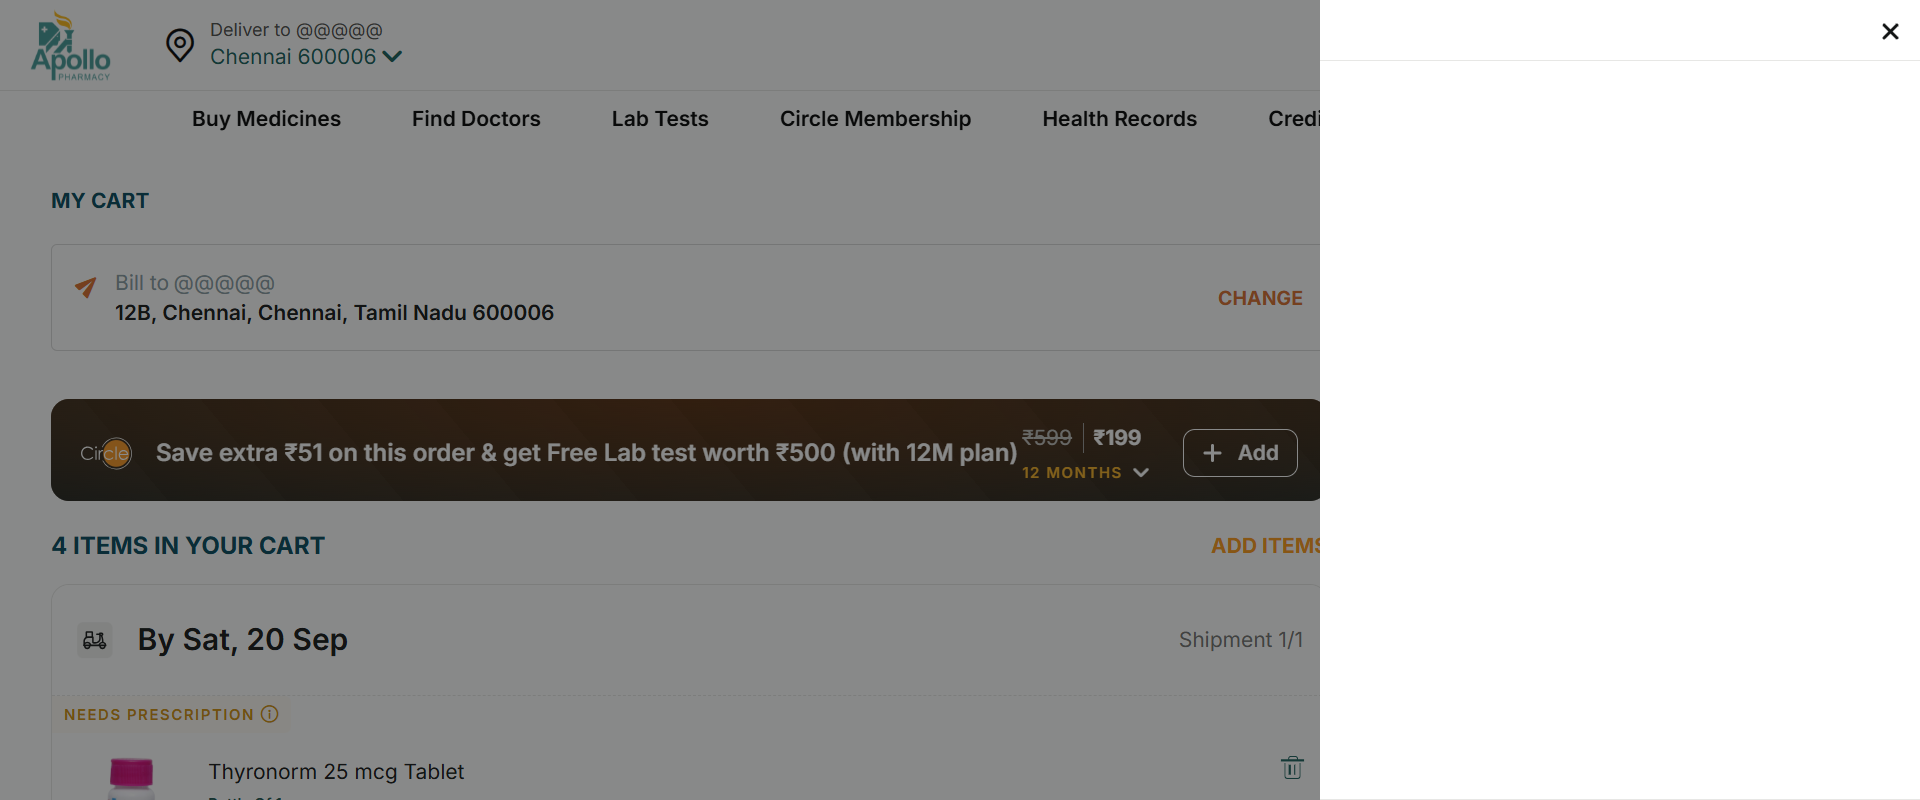 Apollo
PHARMACY
Deliver to @@@@@
Chennai 600006
Buy Medicines
Find Doctors
Lab Tests
Circle Membership
Health Records
Credi
MY CART
Bill to @@@@@
12B, Chennai, Chennai, Tamil Nadu 600006
CHANGE
Circle
Save extra ₹51 on this order & get Free Lab test worth ₹500 (with 12M plan)
₹599
₹199
12 MONTHS
+ Add
4 ITEMS IN YOUR CART
ADD ITEMS
By Sat, 20 Sep
Shipment 1/1
NEEDS PRESCRIPTION
Thyronorm 25 mcg Tablet